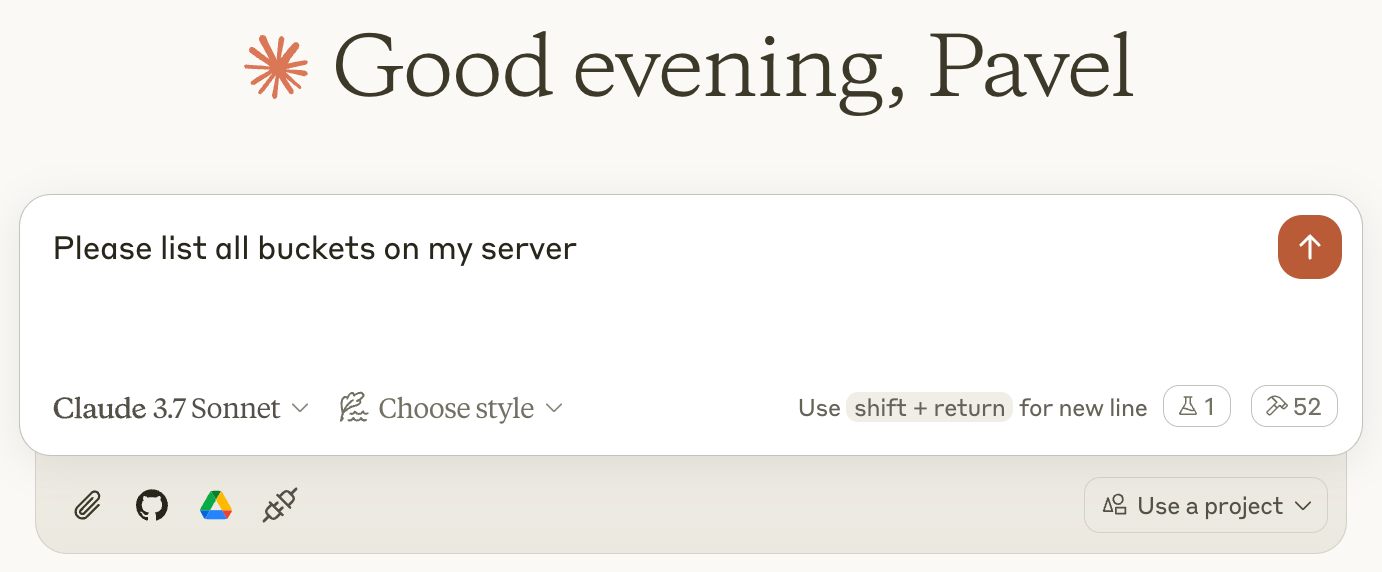 Good evening, Pavel
Please list all buckets on my server
Claude 3.7 Sonnet Choose style Use shift + return for new line 1 52
Use a project